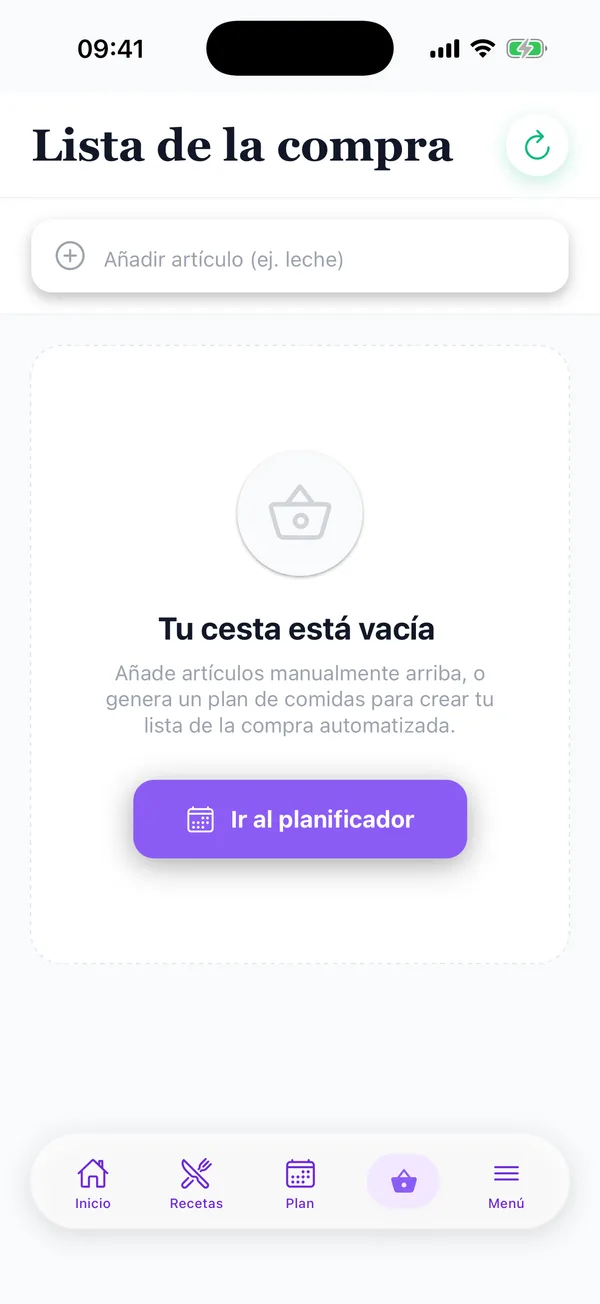 09:41
Lista de la compra
Añadir artículo (ej. leche)
Tu cesta está vacía
Añade artículos manualmente arriba, o
genera un plan de comidas para crear tu
lista de la compra automatizada.
Ir al planificador
Inicio
Recetas
Plan
Menú